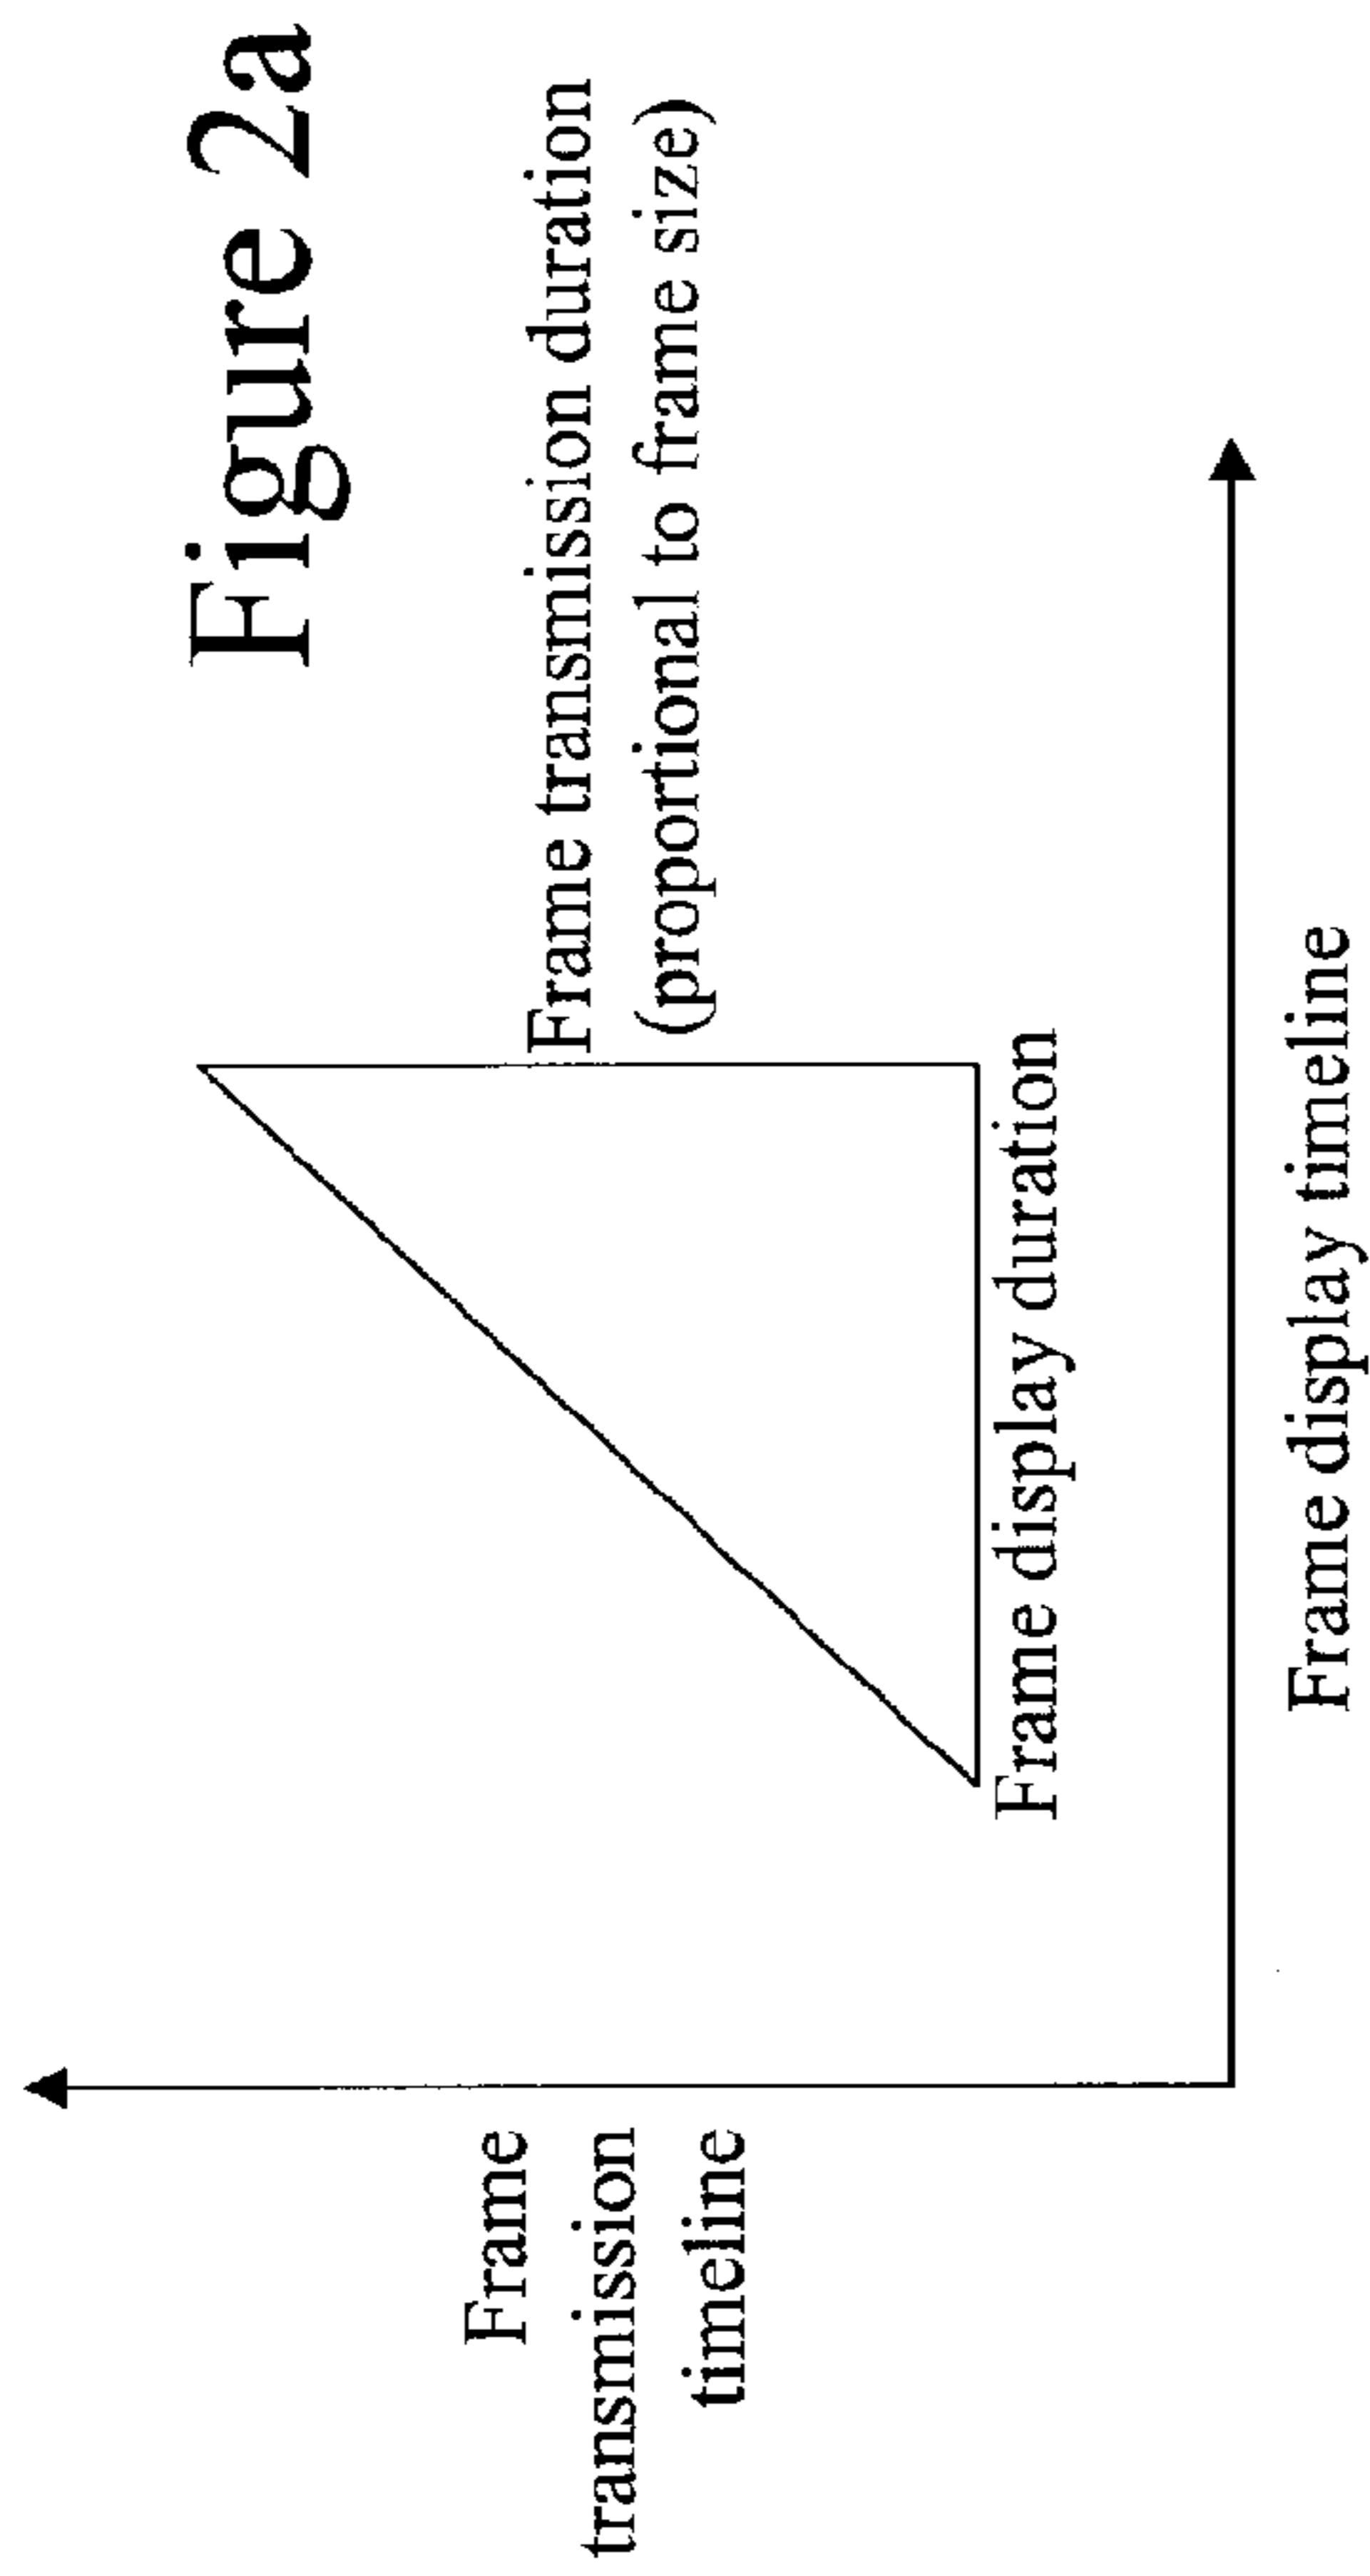 Figure 2a
Frame transmission duration
(proportional to frame size)
Frame
transmission
timeline
Frame display duration
Frame display timeline